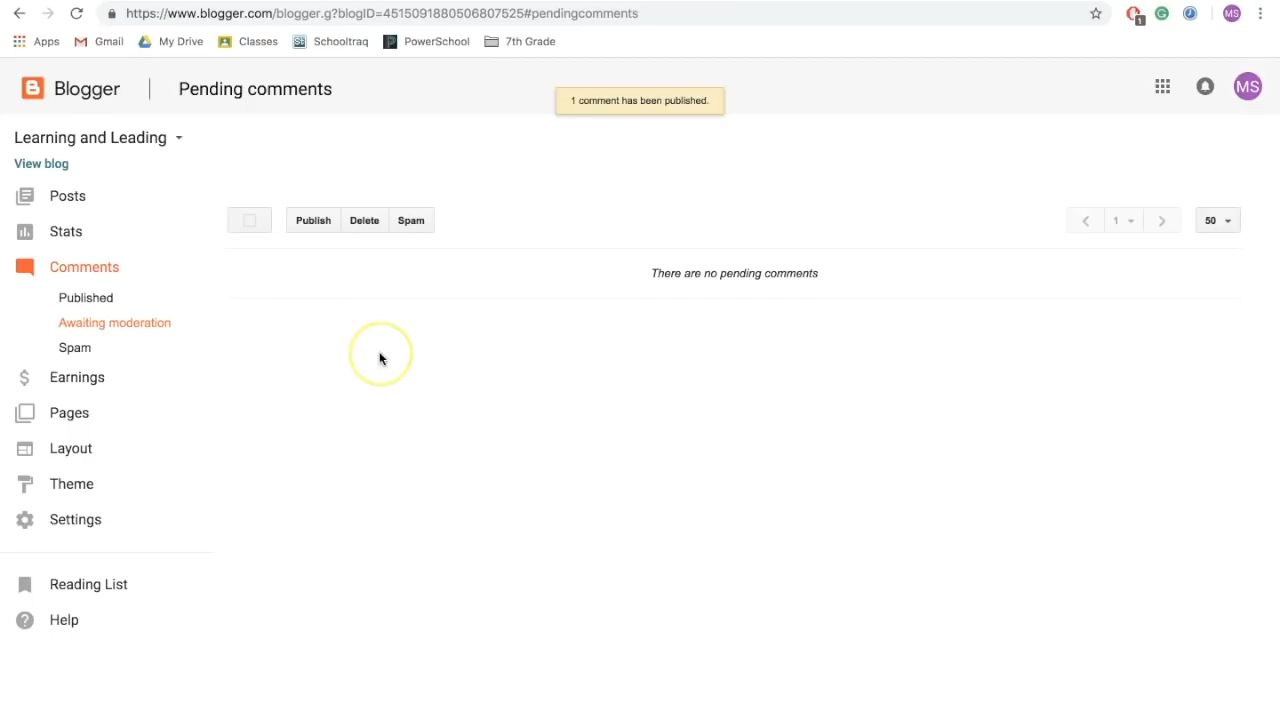 https://www.blogger.com/blogger.g?blogID=4515091880506807525#pendingcomments
1
MS
Apps Gmail My Drive Classes Schooltraq PowerSchool 7th Grade
Blogger Pending comments
1 comment has been published.
MS
Learning and Leading
View blog
Posts
Stats
Comments
Published
Awaiting moderation
Spam
Earnings
Pages
Layout
Theme
Settings
Reading List
Help
Publish Delete Spam
1 50
There are no pending comments